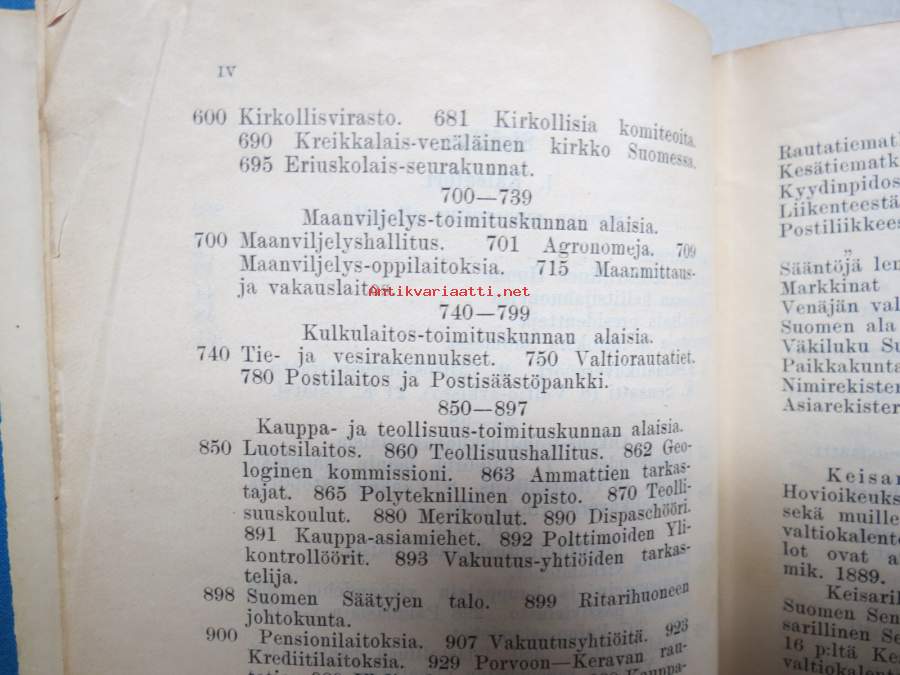 IV
600 Kirkollisvirasto. 681 Kirkollisia komiteoita.
690 Kreikkalais-venäläinen kirkko Suomessa.
695 Eriuskolais-seurakunnat.
700—739
Maanviljelys-toimituskunnan alaisia.
700 Maanviljelyshallitus. 701 Agronomeja. 709
Maanviljelys-oppilaitoksia. 715 Maanmittaus-
ja vakauslaitos.
Antikvariaatti.net
740—799
Kulkulaitos-toimituskunnan alaisia.
740 Tie- ja vesirakennukset. 750 Valtiorautatiet.
780 Postilaitos ja Postisäästöpankki.
850—897
Kauppa- ja teollisuus-toimituskunnan alaisia.
850 Luotsilaitos. 860 Teollisuushallitus. 862 Geo-
loginen kommissioni. 863 Ammattien tarkas-
tajat. 865 Polyteknillinen opisto. 870 Teolli-
suuskoulut. 880 Merikoulut. 890 Dispaschööri.
891 Kauppa-asiamiehet. 892 Polttimoiden Yli-
kontrollöörit. 893 Vakuutus-yhtiöiden tarkas-
telija.
898 Suomen Säätyjen talo. 899 Ritarihuoneen
johtokunta.
900 Pensionilaitoksia. 907 Vakuutusyhtiöitä. 923
Krediitilaitoksia. 929 Porvoon—Keravan rau-
Kauppa-
Rautatiematk
Kesätiematk
Kyydinpidos
Liikenteestä
Postiliikkees
„
Sääntöjä len
Markkinat
Venäjän val
Suomen ala
Väkiluku Su
Paikkakunta
Nimirekister
Asiarekister
Keisar
Hovioikeuks
sekä muille
valtiokalente
lot ovat a
mik. 1889.
Keisaril
Suomen Sen
sarillinen Se
16 p:ltä Ke
valtiokalent